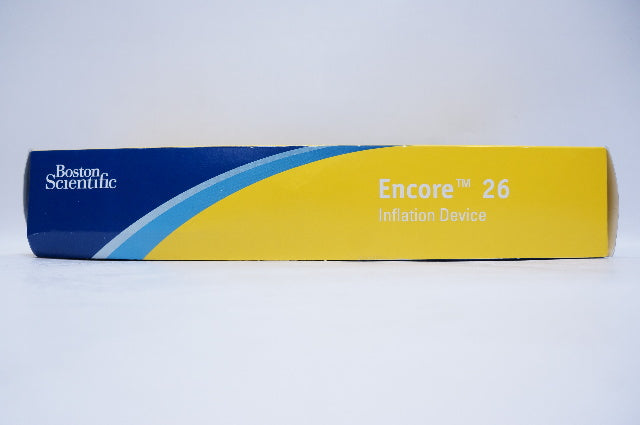 Boston
Scientific
Encore™ 26
Inflation Device